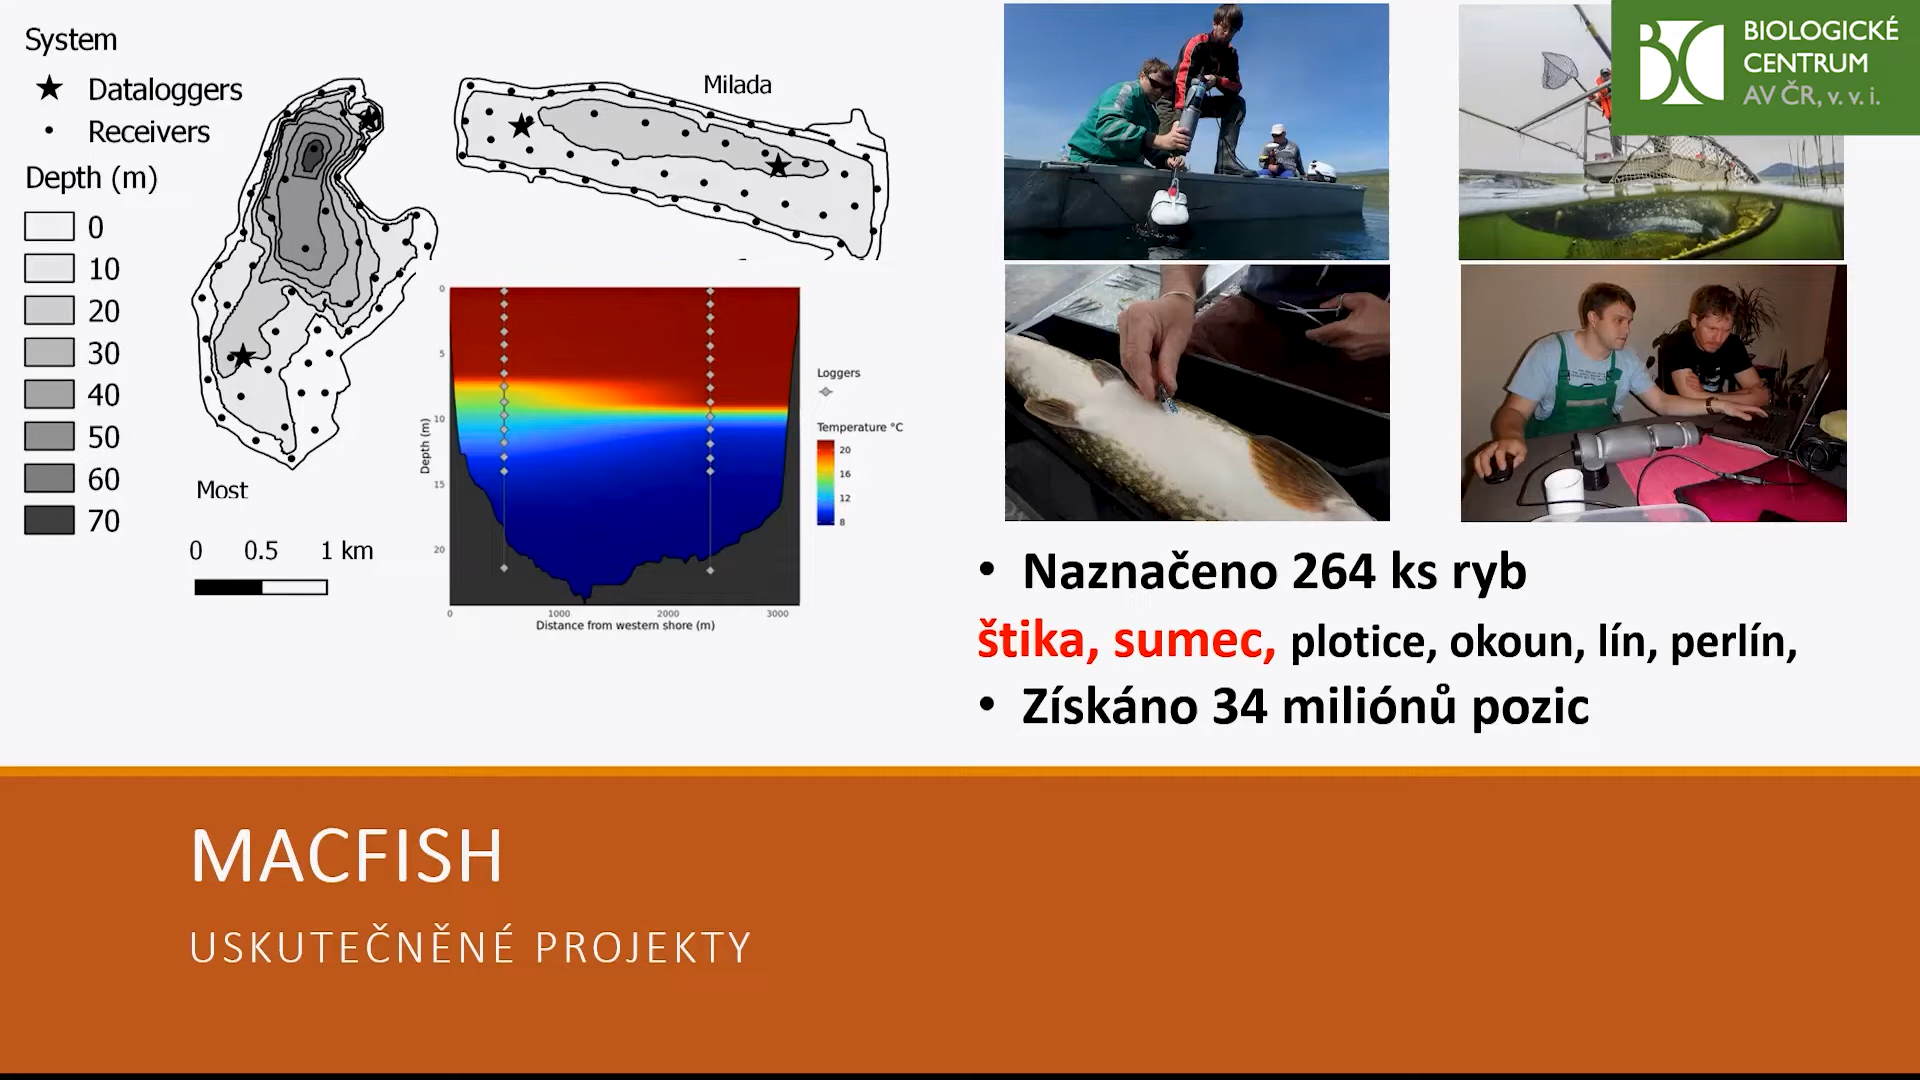 System
Dataloggers
Receivers
Depth (m)
0
10
20
30
40
50
60
70
Most
0 0.5 1 km
Milada
0
5
10
15
20
Depth (m)
0 1000 2000 3000
Distance from western shore (m)
Loggers
Temperature °C
20
16
12
8
BIOLOGICKÉ
CENTRUM
AV ČR, v. v. i.
• Naznačeno 264 ks ryb
štika, sumec, plotice, okoun, lín, perlín,
• Získáno 34 miliónů pozic
MACFISH
USKUTEČNĚNÉ PROJEKTY